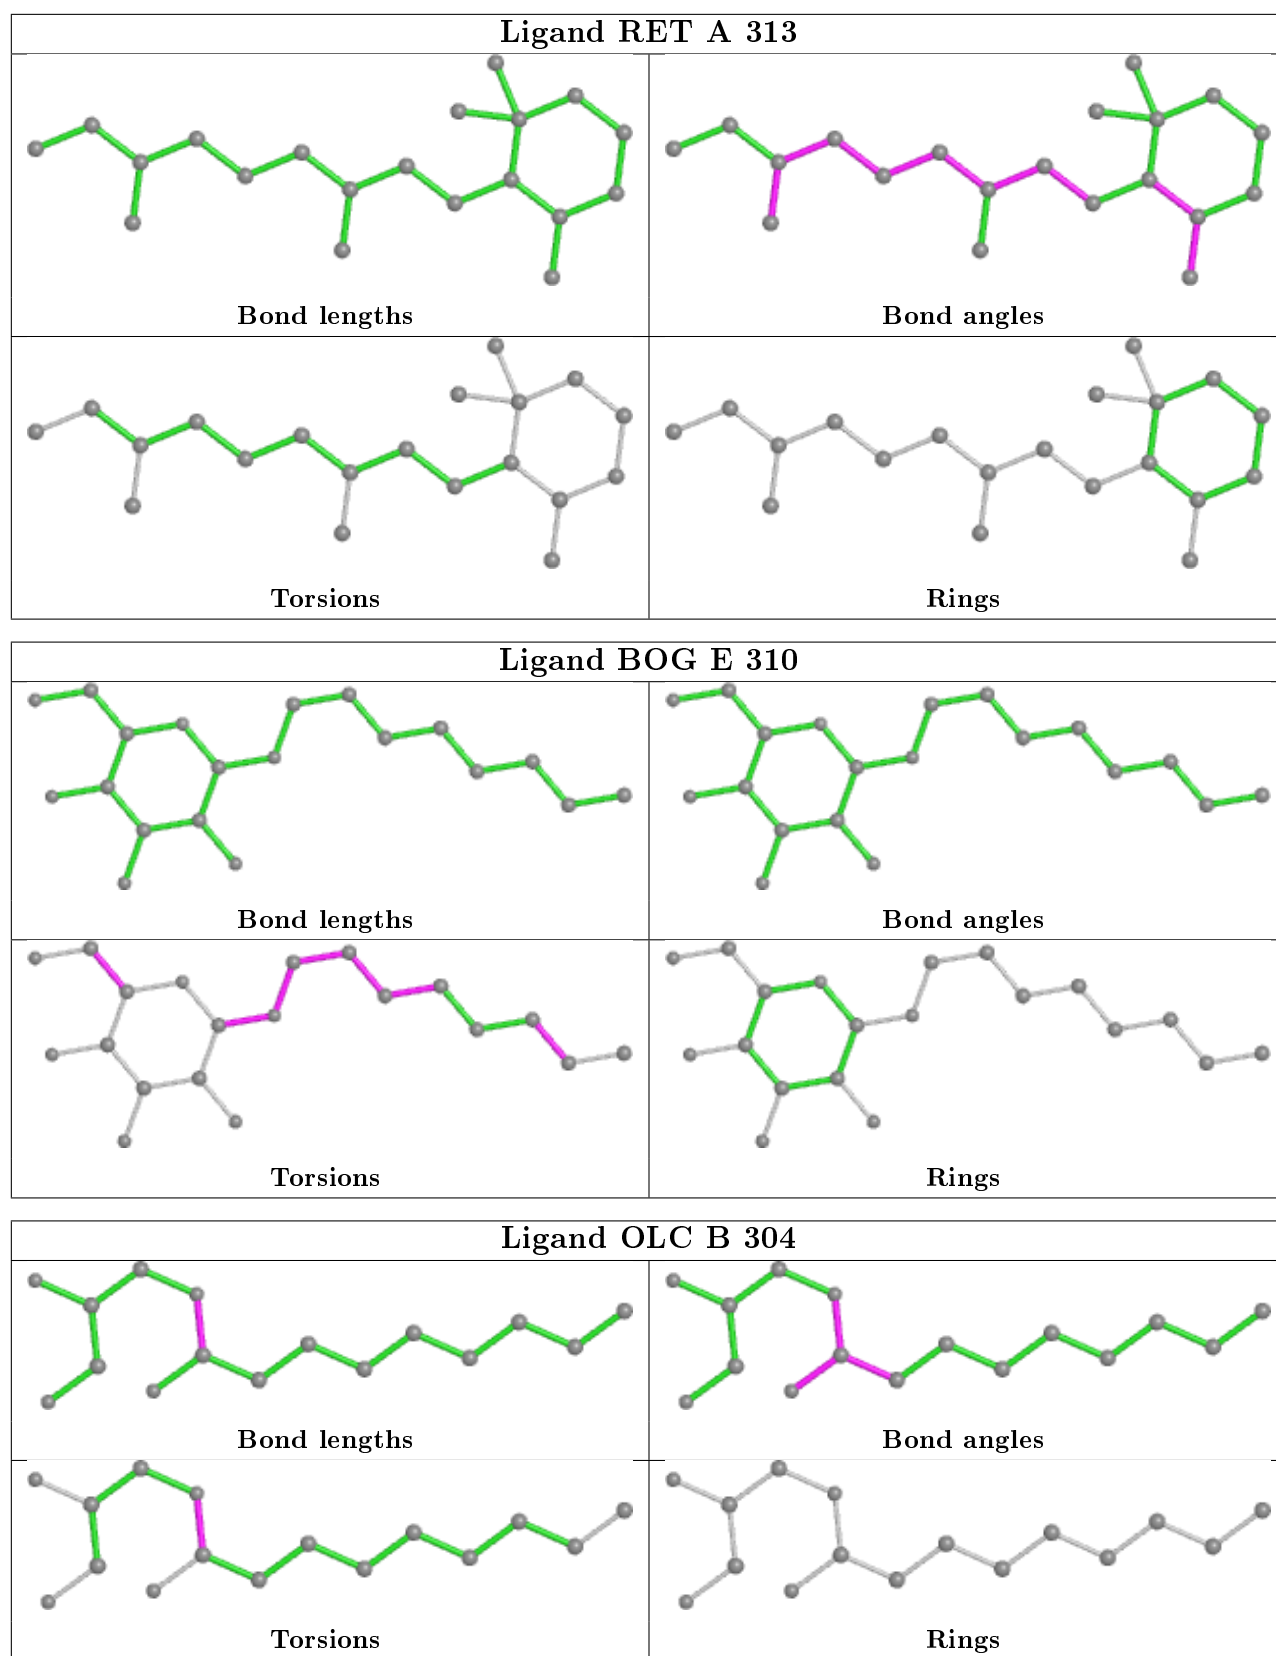 Ligand RET A 313
Bond lengths
Bond angles
Torsions
Rings
Ligand BOG E 310
Bond lengths
Bond angles
Torsions
Rings
Ligand OLC B 304
Bond lengths
Bond angles
Torsions
Rings